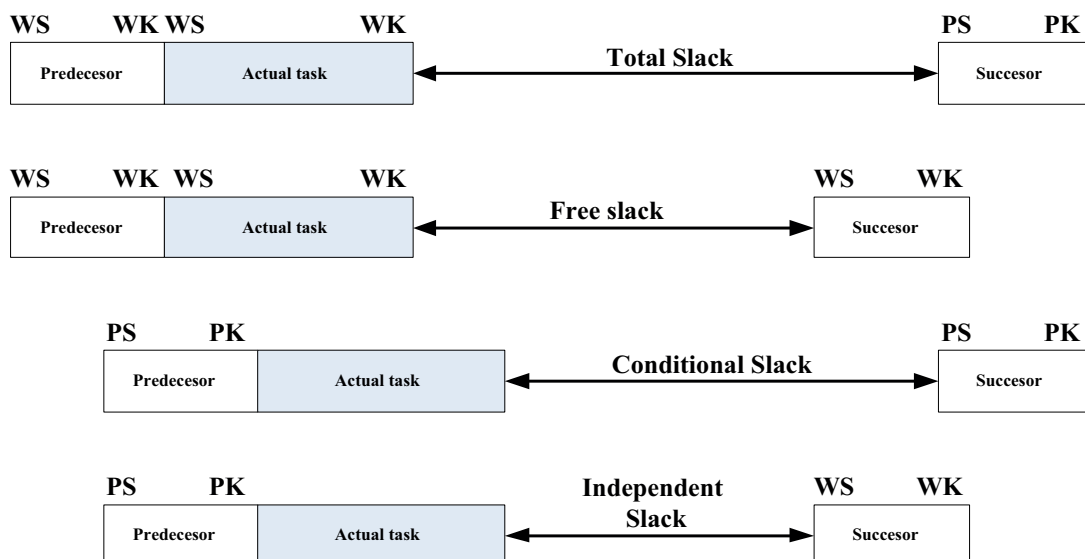 WS WK WS WK PS PK
Predecesor Actual task Total Slack Succesor
WS WK WS WK WS WK
Predecesor Actual task Free slack Succesor
PS PK PS PK
Predecesor Actual task Conditional Slack Succesor
PS PK WS WK
Independent
Slack
Predecesor Actual task Succesor